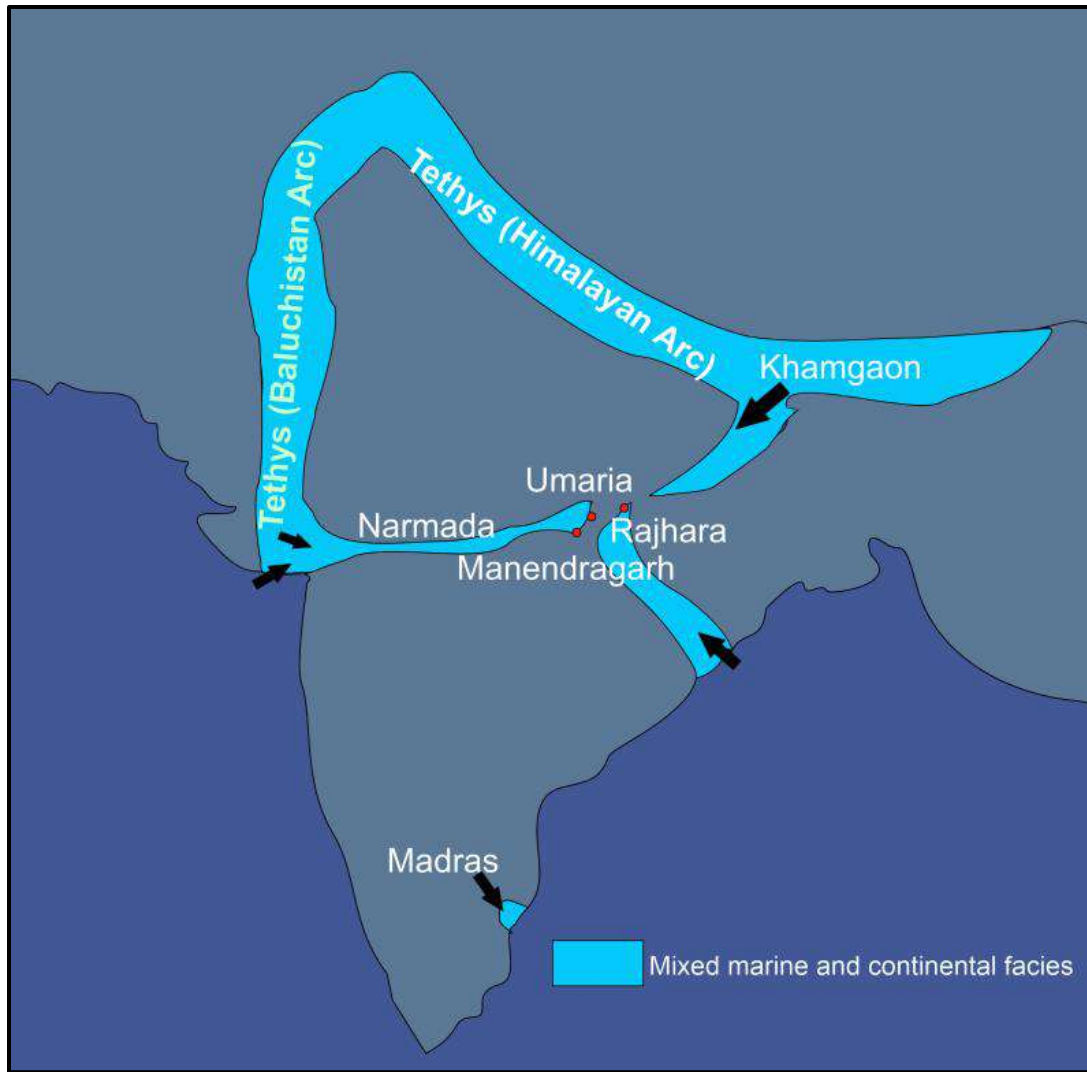 Tethys (Baluchistan Arc)
Tethys (Himalayan Arc)
Khamgaon
Umaria
Narmada
Rajhara
Manendragarh
Madras
Mixed marine and continental facies